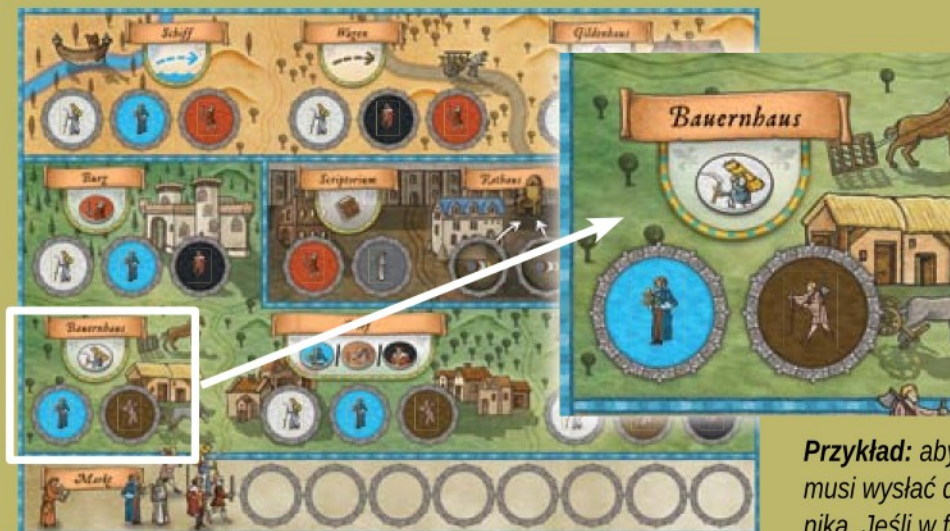 Schiff
Wagen
Gildenhaus
Burg
Scriptorium
Rathaus
Bauernhaus
Bauernhaus
Markt
Przykład: aby
musi wysłać
nika. Jeśli w